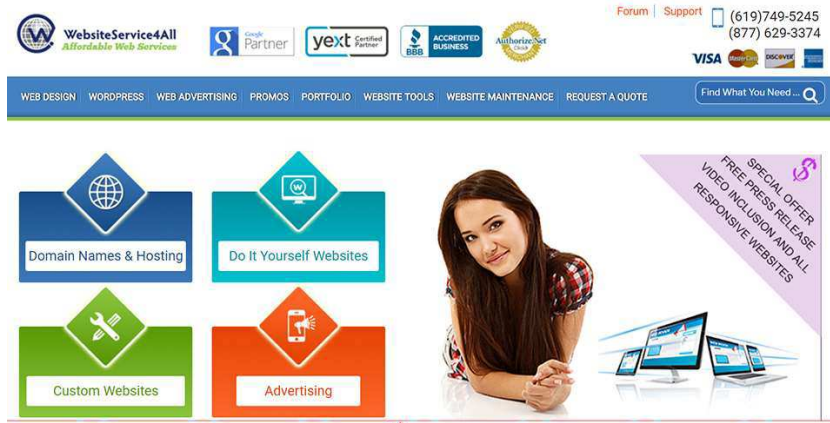 Forum Support
WebsiteService4All
Affordable Web Services
Google
Partner
yext Certified
Partner
BBB
ACCREDITED
BUSINESS
Authorize.Net
Click
(619)749-5245
(877) 629-3374
VISA MasterCard DISCOVER
WEB DESIGN WORDPRESS WEB ADVERTISING PROMOS PORTFOLIO WEBSITE TOOLS WEBSITE MAINTENANCE REQUEST A QUOTE
Find What You Need ...
Domain Names & Hosting
Do It Yourself Websites
Custom Websites
Advertising
$
SPECIAL OFFER
FREE PRESS RELEASE
VIDEO INCLUSION AND ALL
RESPONSIVE WEBSITES